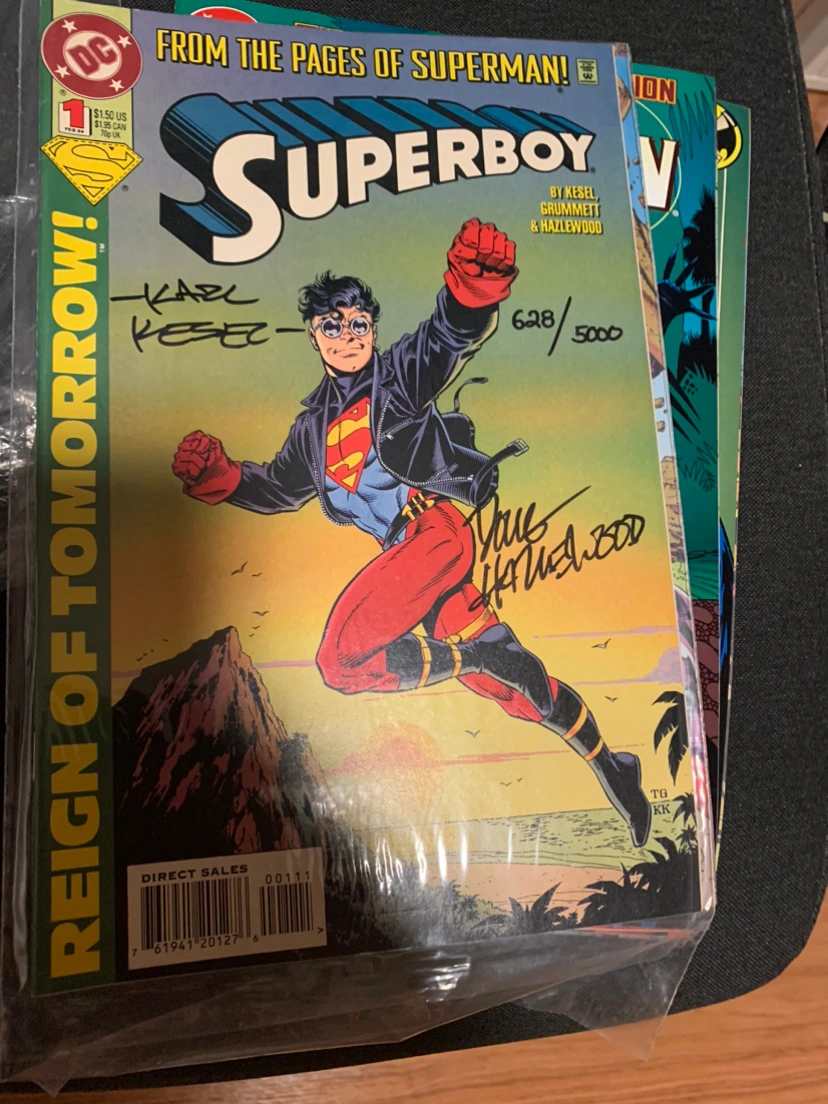 DC
FROM THE PAGES OF SUPERMAN!
1
$1.50 US
$1.95 CAN
70p UK
FEB 94
S
SUPERBOY
BY KESEL,
GRUMMETT
& HAZLEWOOD
REIGN OF TOMORROW!™
KARL
KESEL
628/5000
S
DOUG
HAZLEWOOD
TG
KK
DIRECT SALES
00111
7 61941 20127 6
ION
W